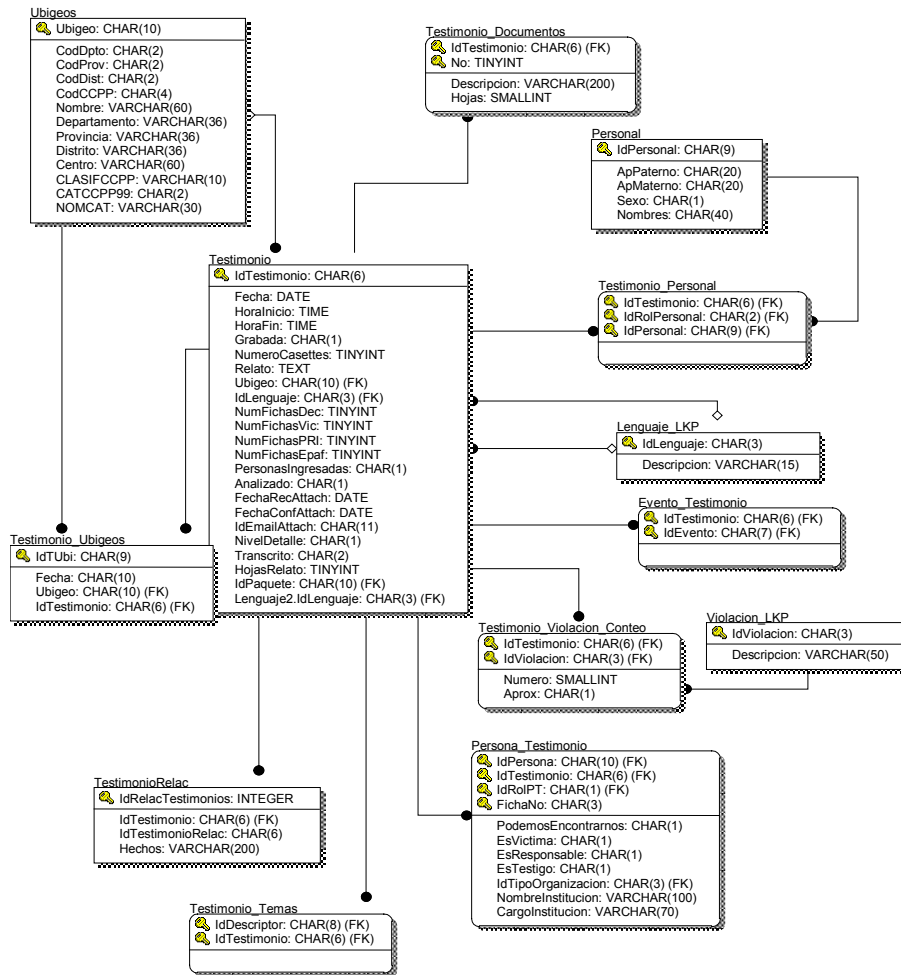 Ubigeos
Ubigeo: CHAR(10)
CodDpto: CHAR(2)
CodProv: CHAR(2)
CodDist: CHAR(2)
CodCCPP: CHAR(4)
Nombre: VARCHAR(60)
Departamento: VARCHAR(36)
Provincia: VARCHAR(36)
Distrito: VARCHAR(36)
Centro: VARCHAR(60)
CLASIFCCPP: VARCHAR(10)
CATCCPP99: CHAR(2)
NOMCAT: VARCHAR(30)
Testimonio_Documentos
IdTestimonio: CHAR(6) (FK)
No: TINYINT
Descripcion: VARCHAR(200)
Hojas: SMALLINT
Personal
IdPersonal: CHAR(9)
ApPaterno: CHAR(20)
ApMaterno: CHAR(20)
Sexo: CHAR(1)
Nombres: CHAR(40)
Testimonio
IdTestimonio: CHAR(6)
Fecha: DATE
HoraInicio: TIME
HoraFin: TIME
Grabada: CHAR(1)
NumeroCasettes: TINYINT
Relato: TEXT
Ubigeo: CHAR(10) (FK)
IdLenguaje: CHAR(3) (FK)
NumFichasDec: TINYINT
NumFichasVic: TINYINT
NumFichasPRI: TINYINT
NumFichasEpaf: TINYINT
PersonasIngresadas: CHAR(1)
Analizado: CHAR(1)
FechaRecAttach: DATE
FechaConfAttach: DATE
IdEmailAttach: CHAR(11)
NivelDetalle: CHAR(1)
Transcrito: CHAR(2)
HojasRelato: TINYINT
IdPaquete: CHAR(10) (FK)
Lenguaje2.IdLenguaje: CHAR(3) (FK)
Testimonio_Personal
IdTestimonio: CHAR(6) (FK)
IdRolPersonal: CHAR(2) (FK)
IdPersonal: CHAR(9) (FK)
Lenguaje_LKP
IdLenguaje: CHAR(3)
Descripcion: VARCHAR(15)
Evento_Testimonio
IdTestimonio: CHAR(6) (FK)
IdEvento: CHAR(7) (FK)
Testimonio_Ubigeos
IdTUbi: CHAR(9)
Fecha: CHAR(10)
Ubigeo: CHAR(10) (FK)
IdTestimonio: CHAR(6) (FK)
Testimonio_Violacion_Conteo
IdTestimonio: CHAR(6) (FK)
IdViolacion: CHAR(3) (FK)
Numero: SMALLINT
Aprox: CHAR(1)
Violacion_LKP
IdViolacion: CHAR(3)
Descripcion: VARCHAR(50)
Persona_Testimonio
IdPersona: CHAR(10) (FK)
IdTestimonio: CHAR(6) (FK)
IdRolPT: CHAR(1) (FK)
FichaNo: CHAR(3)
PodemosEncontrarnos: CHAR(1)
EsVictima: CHAR(1)
EsResponsable: CHAR(1)
EsTestigo: CHAR(1)
IdTipoOrganizacion: CHAR(3) (FK)
NombreInstitucion: VARCHAR(100)
CargoInstitucion: VARCHAR(70)
TestimonioRelac
IdRelacTestimonios: INTEGER
IdTestimonio: CHAR(6) (FK)
IdTestimonioRelac: CHAR(6)
Hechos: VARCHAR(200)
Testimonio_Temas
IdDescriptor: CHAR(8) (FK)
IdTestimonio: CHAR(6) (FK)